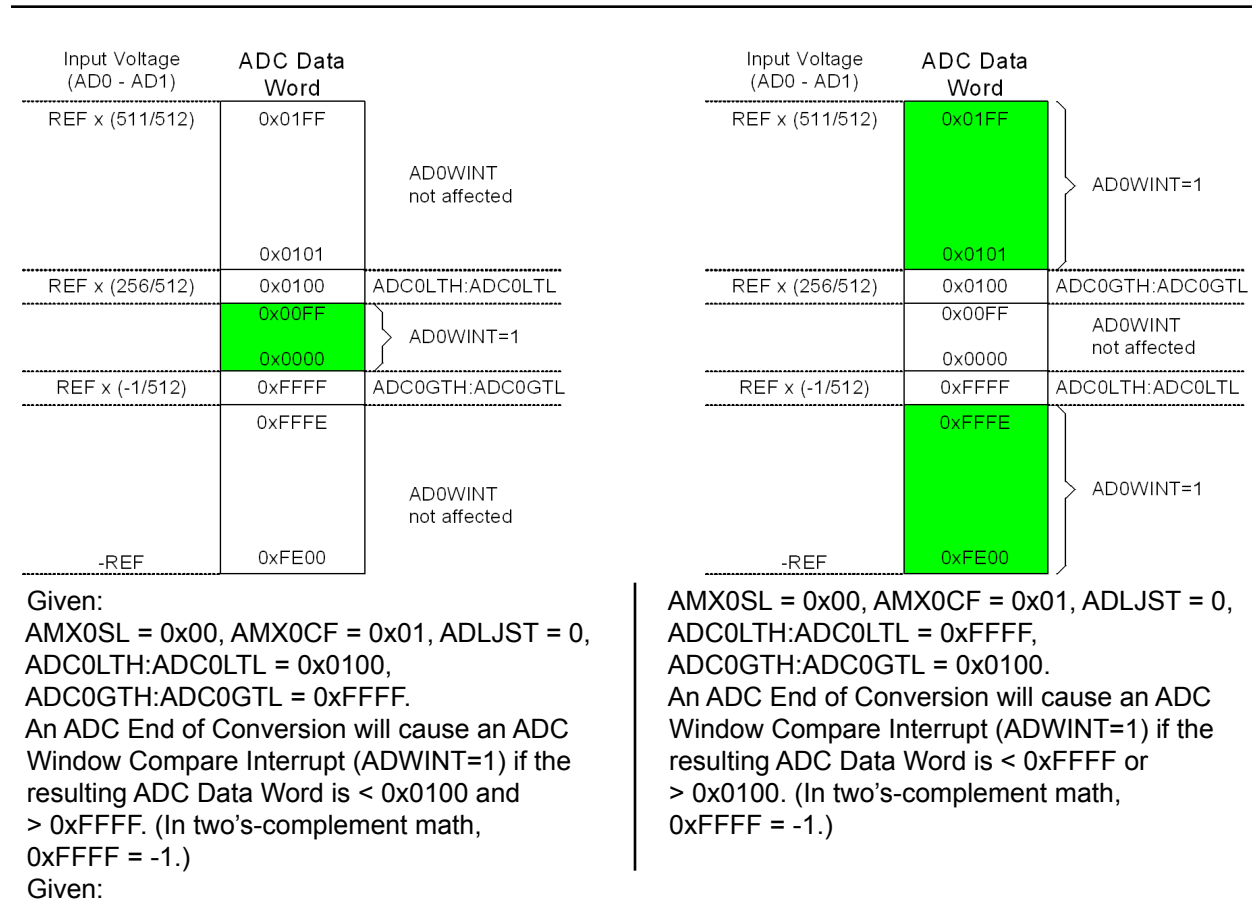 Input Voltage
(AD0 - AD1)
ADC Data
Word
REF x (511/512)
0x01FF
AD0WINT
not affected
0x0101
REF x (256/512)
0x0100
ADC0LTH:ADC0LTL
0x00FF
AD0WINT=1
0x0000
REF x (-1/512)
0xFFFF
ADC0GTH:ADC0GTL
0xFFFE
AD0WINT
not affected
-REF
0xFE00
Given:
AMX0SL = 0x00, AMX0CF = 0x01, ADLJST = 0,
ADC0LTH:ADC0LTL = 0x0100,
ADC0GTH:ADC0GTL = 0xFFFF.
An ADC End of Conversion will cause an ADC
Window Compare Interrupt (ADWINT=1) if the
resulting ADC Data Word is < 0x0100 and
> 0xFFFF. (In two's-complement math,
0xFFFF = -1.)
Given:
Input Voltage
(AD0 - AD1)
ADC Data
Word
REF x (511/512)
0x01FF
AD0WINT=1
0x0101
REF x (256/512)
0x0100
ADC0GTH:ADC0GTL
0x00FF
AD0WINT
not affected
0x0000
REF x (-1/512)
0xFFFF
ADC0LTH:ADC0LTL
0xFFFE
AD0WINT=1
-REF
0xFE00
AMX0SL = 0x00, AMX0CF = 0x01, ADLJST = 0,
ADC0LTH:ADC0LTL = 0xFFFF,
ADC0GTH:ADC0GTL = 0x0100.
An ADC End of Conversion will cause an ADC
Window Compare Interrupt (ADWINT=1) if the
resulting ADC Data Word is < 0xFFFF or
> 0x0100. (In two's-complement math,
0xFFFF = -1.)